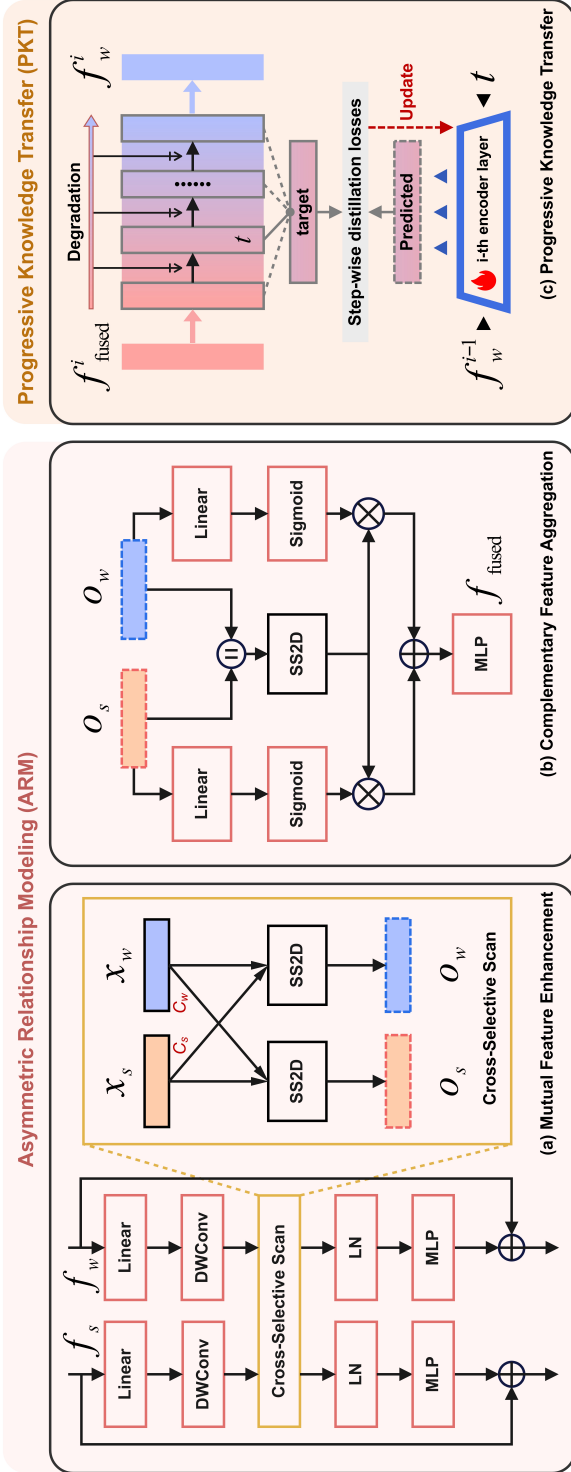 Asymmetric Relationship Modeling (ARM)
f_s
f_w
Linear
Linear
DWConv
DWConv
Cross-Selective Scan
LN
LN
MLP
MLP
x_s
x_w
C_s
C_w
SS2D
SS2D
o_s
o_w
Cross-Selective Scan
(a) Mutual Feature Enhancement
o_s
o_w
Linear
Linear
Sigmoid
Sigmoid
SS2D
MLP
f_fused
(b) Complementary Feature Aggregation
Progressive Knowledge Transfer (PKT)
Degradation
f^i_fused
f^i_w
t
......
target
Step-wise distillation losses
Update
Predicted
i-th encoder layer
f^{i-1}_w
t
(c) Progressive Knowledge Transfer